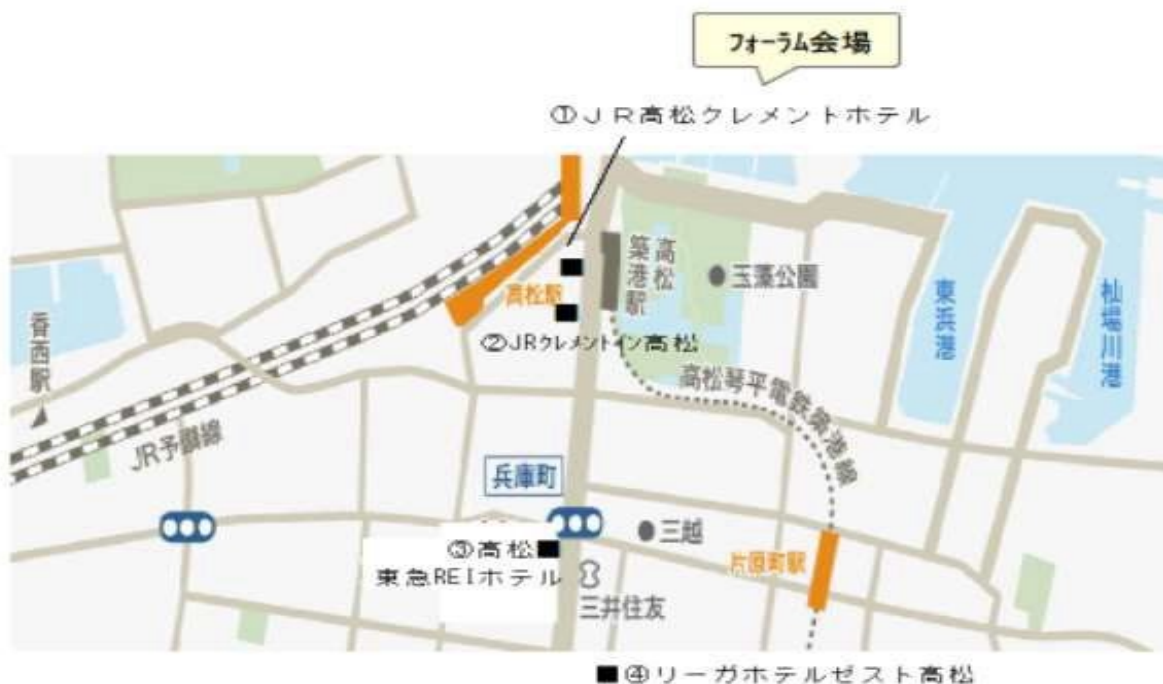 フォーラム会場
①ＪＲ高松クレメントホテル
高松
築港駅
玉藻公園
高松駅
②JRクレメントイン高松
東浜港
杣場川港
香西駅
高松琴平電鉄築港線
JR予讃線
兵庫町
三越
③高松
東急REIホテル
片原町駅
三井住友
④リーガホテルゼスト高松